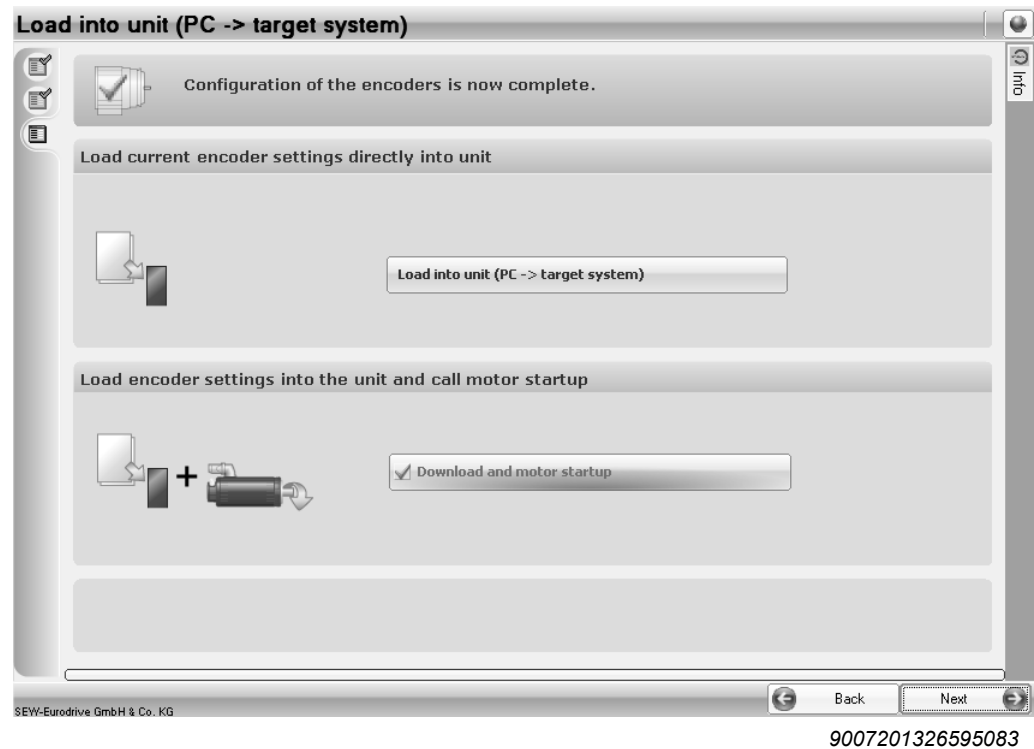 Load into unit (PC -> target system)
Info
Configuration of the encoders is now complete.
Load current encoder settings directly into unit
Load into unit (PC -> target system)
Load encoder settings into the unit and call motor startup
Download and motor startup
Back
Next
SEW-Eurodrive GmbH & Co. KG
9007201326595083